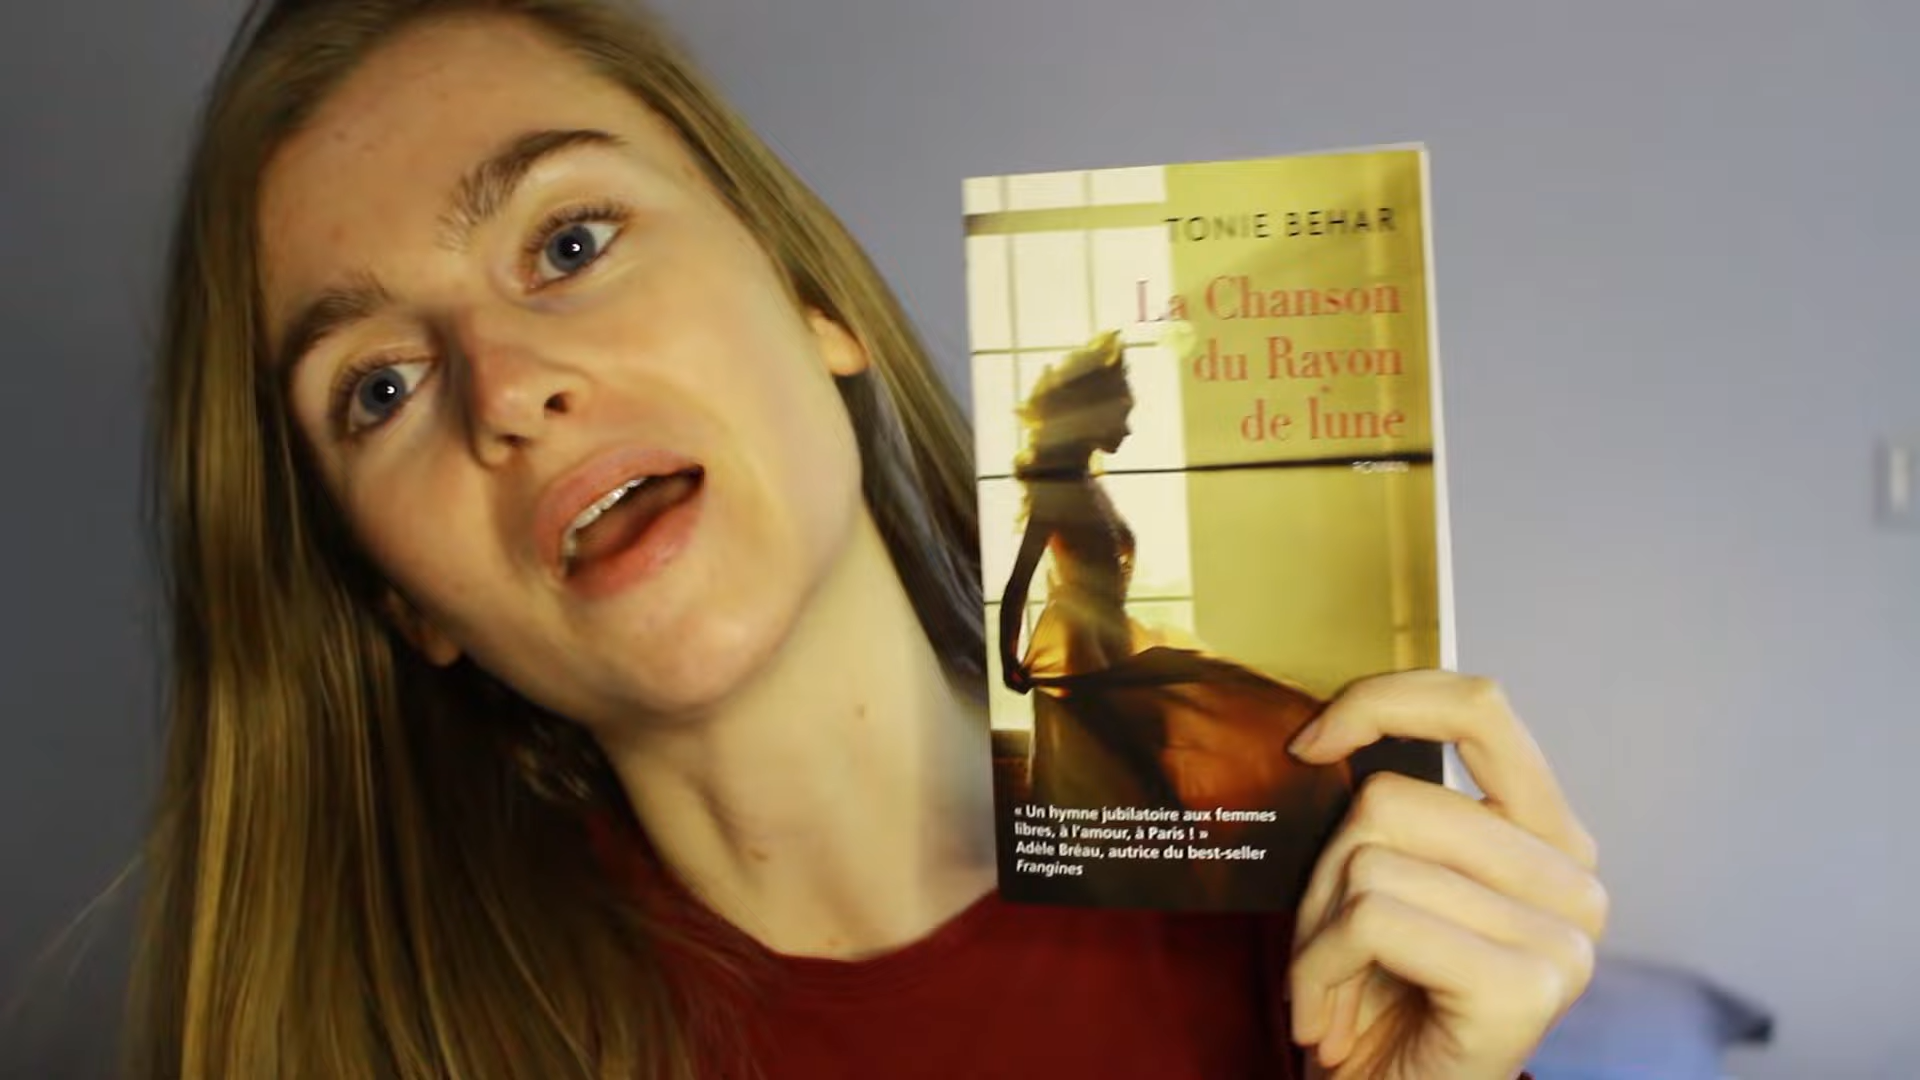 TONIE BEHAR
La Chanson
du Rayon
de lune
ROMAN
« Un hymne jubilatoire aux femmes
libres, à l'amour, à Paris ! »
Adèle Bréau, autrice du best-seller
Frangines